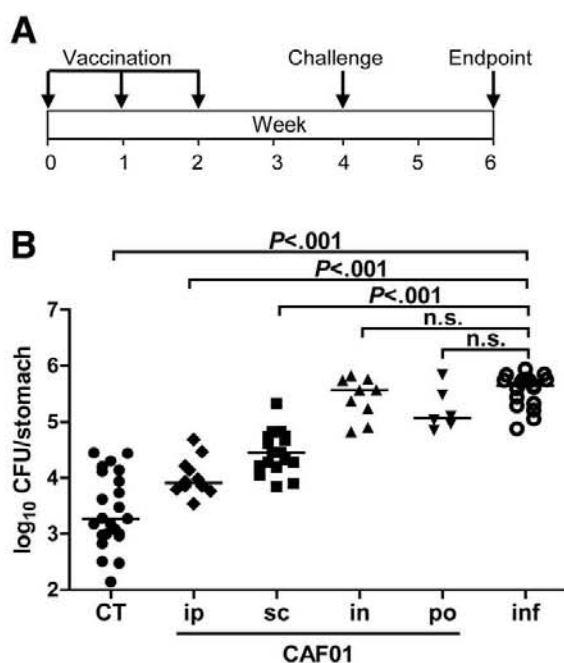 A
Vaccination Challenge Endpoint
Week
0 1 2 3 4 5 6
B
P<.001
P<.001
P<.001
n.s.
n.s.
log10 CFU/stomach
7
6
5
4
3
2
CT ip sc in po inf
CAF01